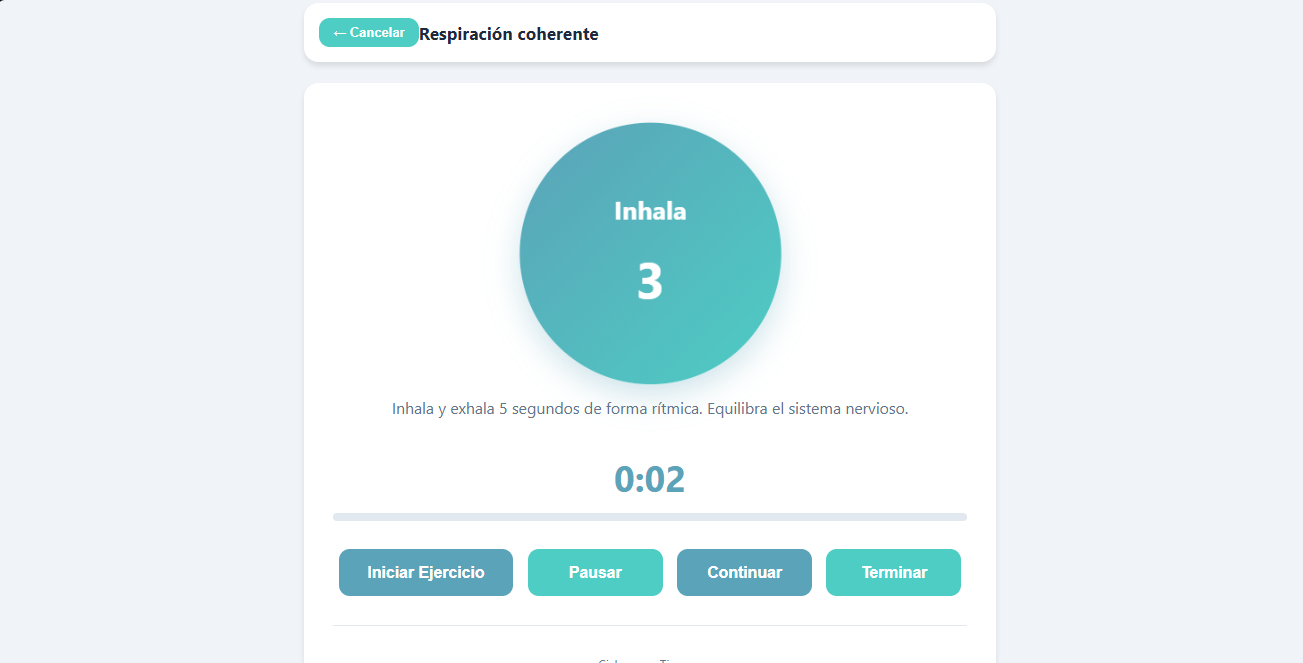 ← Cancelar Respiración coherente
Inhala
3
Inhala y exhala 5 segundos de forma rítmica. Equilibra el sistema nervioso.
0:02
Iniciar Ejercicio Pausar Continuar Terminar